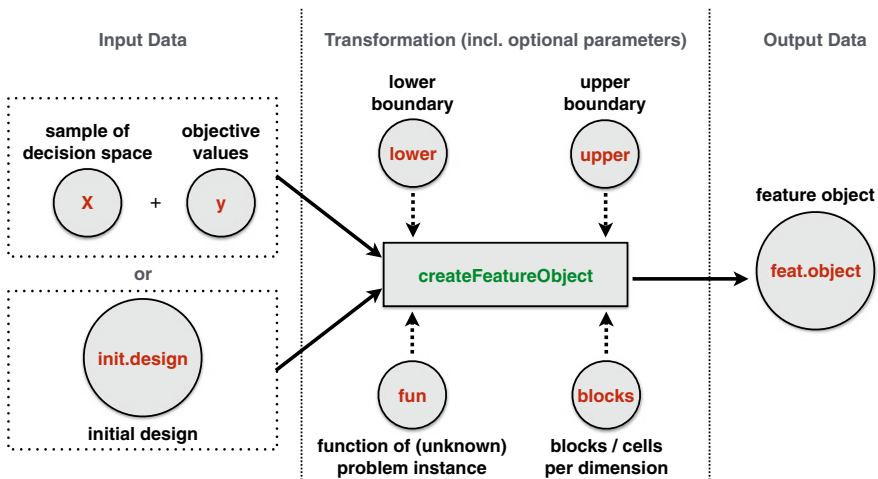 Input Data
Transformation (incl. optional parameters)
Output Data
sample of
decision space
objective
values
X
+
y
or
init.design
initial design
lower
boundary
lower
upper
boundary
upper
createFeatureObject
fun
function of (unknown)
problem instance
blocks
blocks / cells
per dimension
feature object
feat.object